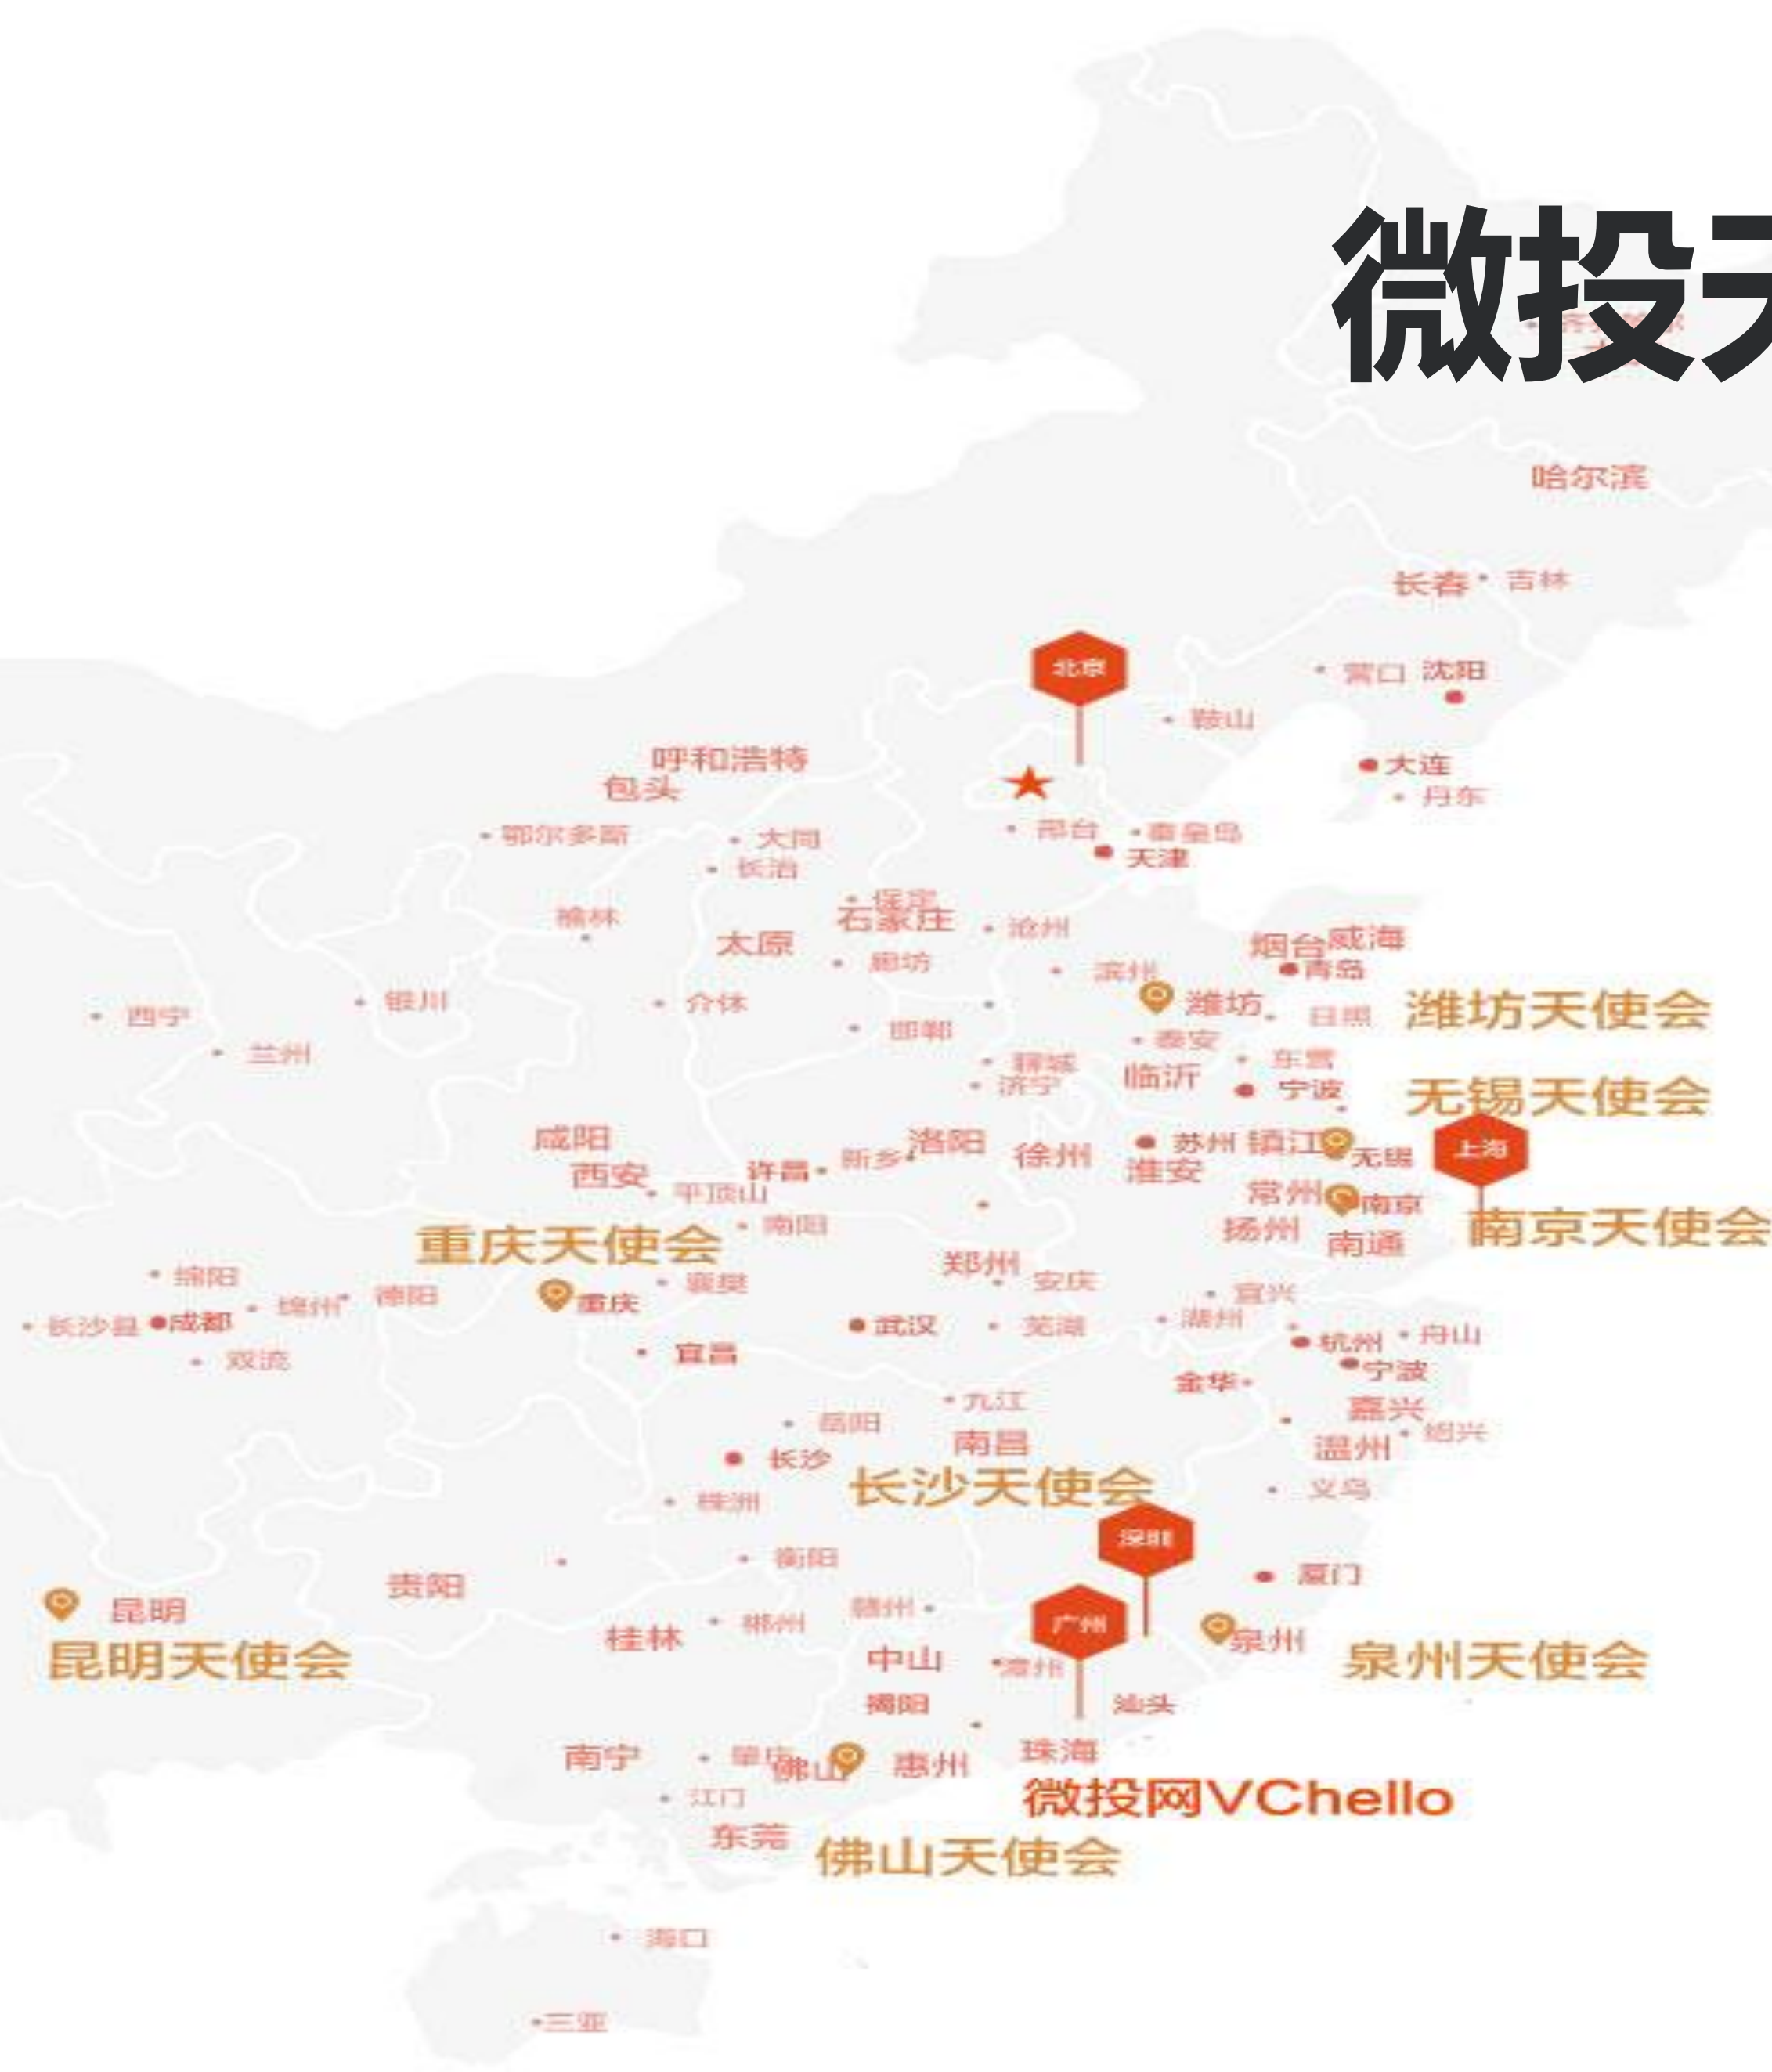 微投
哈尔滨
长春 吉林
北京
营口 沈阳
鞍山
呼和浩特
大连
包头
丹东
鄂尔多斯 大同 邢台 秦皇岛
天津
长治
保定
榆林 石家庄 沧州
太原 烟台 威海
廊坊 滨州 青岛
西宁 银川 介休 潍坊 日照 潍坊天使会
邯郸 泰安
兰州 聊城 东营
济宁 临沂 宁波 无锡天使会
咸阳 洛阳 徐州 苏州 镇江 无锡 上海
西安 许昌 新乡 淮安
平顶山 常州 南京
南阳 扬州 南通 南京天使会
重庆天使会
绵阳 郑州 安庆
襄樊 宜兴
德阳 重庆
绵州
长沙县 成都 武汉 芜湖 湖州
杭州 舟山
双流 宜昌 宁波
金华
九江 嘉兴
岳阳 南昌 绍兴
长沙 温州
长沙天使会 义乌
株洲
深圳
衡阳 厦门
贵阳
昆明 赣州 广州
桂林 郴州 泉州
昆明天使会 中山 漳州 泉州天使会
揭阳 汕头
南宁 肇庆 佛山 惠州 珠海
江门 微投网VChello
东莞 佛山天使会
海口
三亚